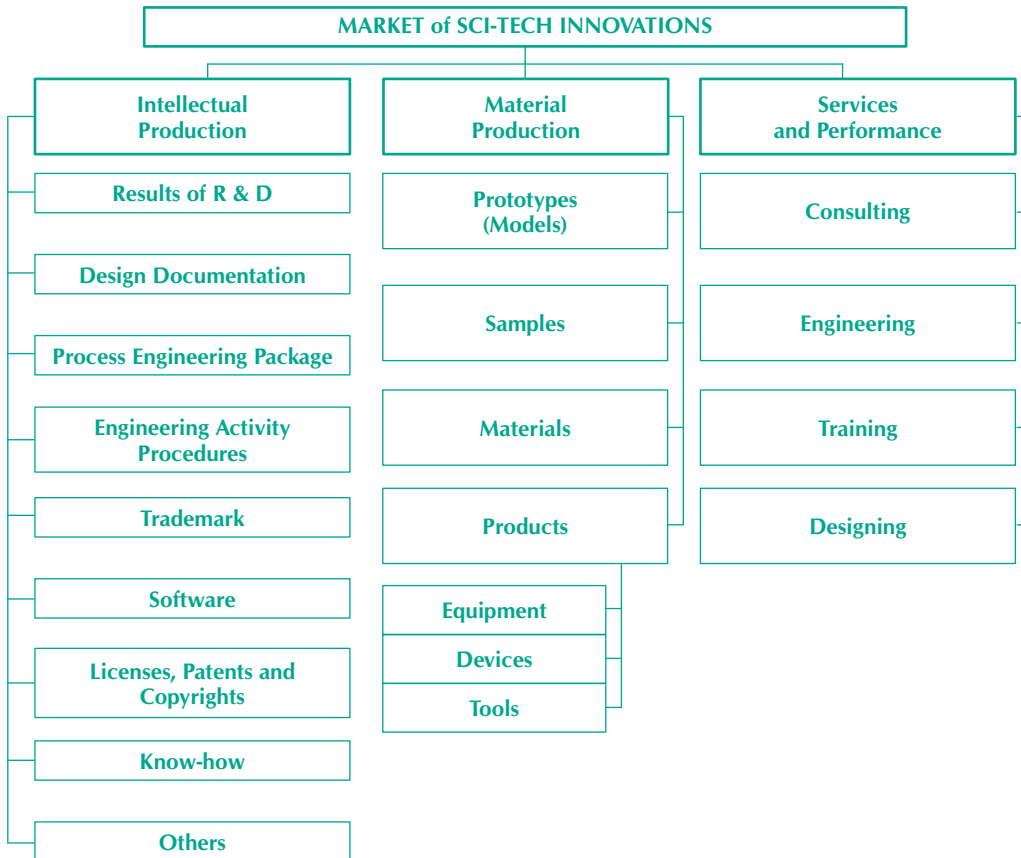 MARKET of SCI-TECH INNOVATIONS
Intellectual
Production
Results of R & D
Design Documentation
Process Engineering Package
Engineering Activity
Procedures
Trademark
Software
Licenses, Patents and
Copyrights
Know-how
Others
Material
Production
Prototypes
(Models)
Samples
Materials
Products
Equipment
Devices
Tools
Services
and Performance
Consulting
Engineering
Training
Designing